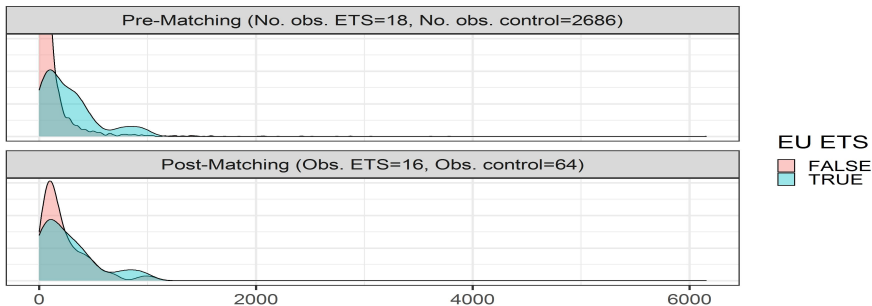 Pre-Matching (No. obs. ETS=18, No. obs. control=2686)
Post-Matching (Obs. ETS=16, Obs. control=64)
EU ETS
FALSE
TRUE
0 2000 4000 6000